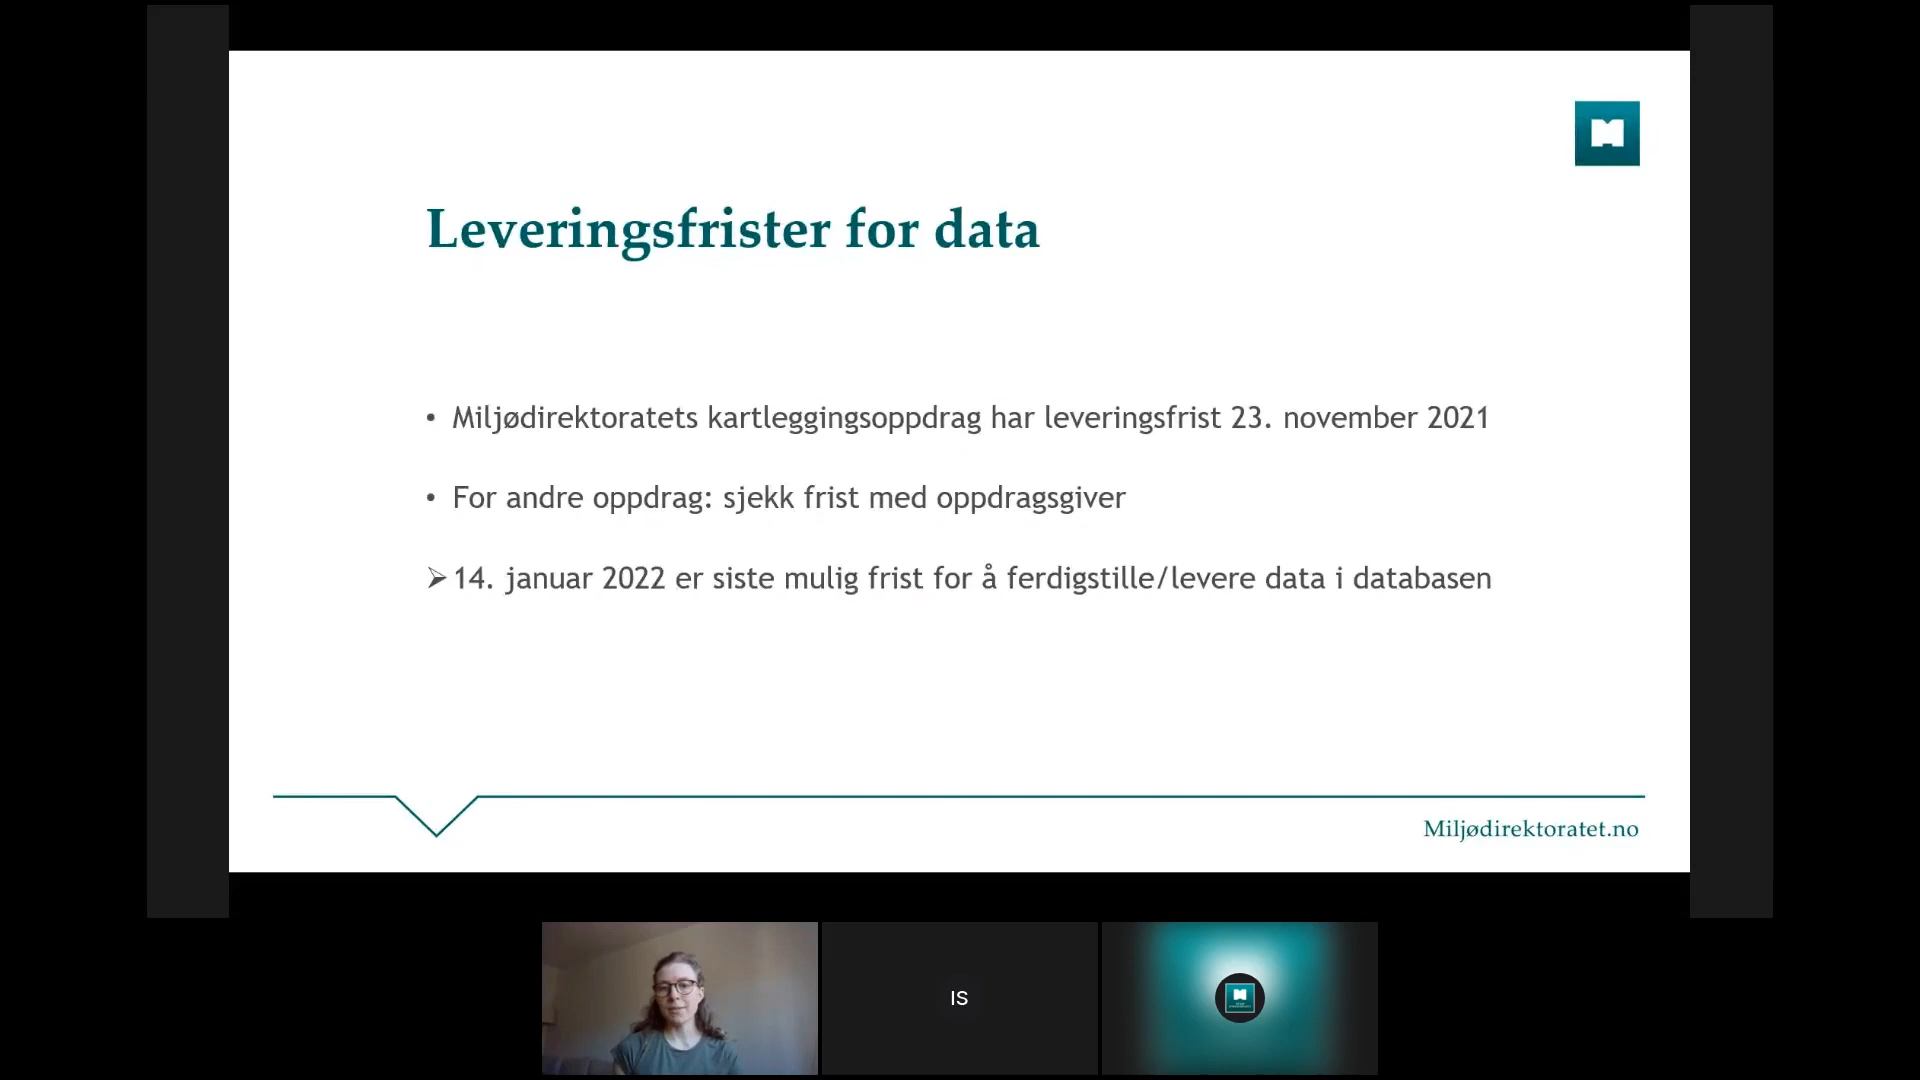 Leveringsfrister for data
• Miljødirektoratets kartleggingsoppdrag har leveringsfrist 23. november 2021
• For andre oppdrag: sjekk frist med oppdragsgiver
➢ 14. januar 2022 er siste mulig frist for å ferdigstille/levere data i databasen
Miljødirektoratet.no
IS